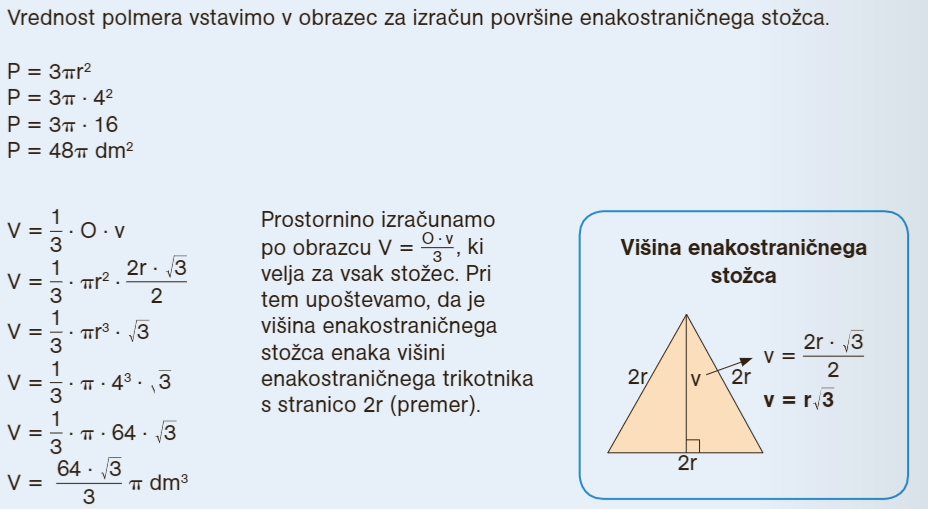 Vrednost polmera vstavimo v obrazec za izračun površine enakostraničnega stožca.
P = 3πr²
P = 3π · 4²
P = 3π · 16
P = 48π dm²
V = 1/3 · O · v
V = 1/3 · πr² · (2r · √3)/2
V = 1/3 · πr³ · √3
V = 1/3 · π · 4³ · √3
V = 1/3 · π · 64 · √3
V = (64 · √3)/3 π dm³
Prostornino izračunamo
po obrazcu V = (O · v)/3, ki
velja za vsak stožec. Pri
tem upoštevamo, da je
višina enakostraničnega
stožca enaka višini
enakostraničnega trikotnika
s stranico 2r (premer).
Višina enakostraničnega
stožca
2r
v
2r
2r
v = (2r · √3)/2
v = r√3